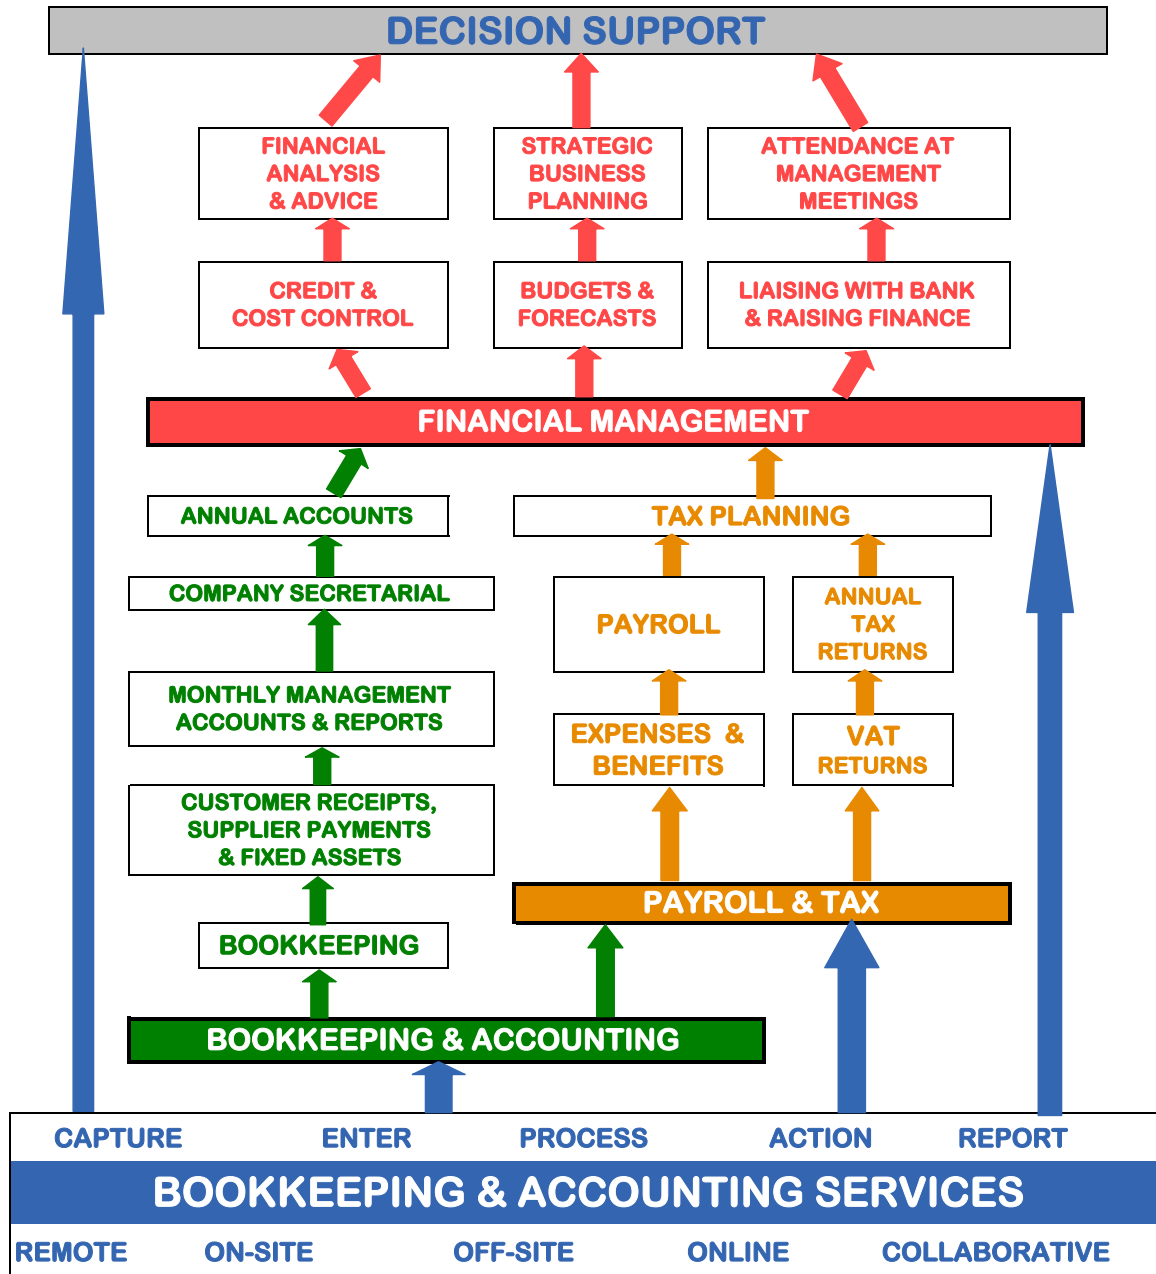 DECISION SUPPORT
FINANCIAL
ANALYSIS
& ADVICE
STRATEGIC
BUSINESS
PLANNING
ATTENDANCE AT
MANAGEMENT
MEETINGS
CREDIT &
COST CONTROL
BUDGETS &
FORECASTS
LIAISING WITH BANK
& RAISING FINANCE
FINANCIAL MANAGEMENT
ANNUAL ACCOUNTS
TAX PLANNING
COMPANY SECRETARIAL
PAYROLL
ANNUAL
TAX
RETURNS
MONTHLY MANAGEMENT
ACCOUNTS & REPORTS
EXPENSES & 
BENEFITS
VAT
RETURNS
CUSTOMER RECEIPTS,
SUPPLIER PAYMENTS
& FIXED ASSETS
PAYROLL & TAX
BOOKKEEPING
BOOKKEEPING & ACCOUNTING
CAPTURE ENTER PROCESS ACTION REPORT
BOOKKEEPING & ACCOUNTING SERVICES
REMOTE ON-SITE OFF-SITE ONLINE COLLABORATIVE